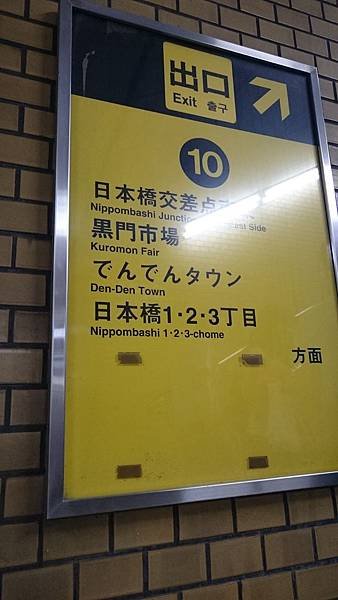 出口
Exit 출구
10
日本橋交差点
Nippombashi Junction Side
黒門市場
Kuromon Fair
でんでんタウン
Den-Den Town
日本橋1・2・3丁目
Nippombashi 1・2・3-chome
方面